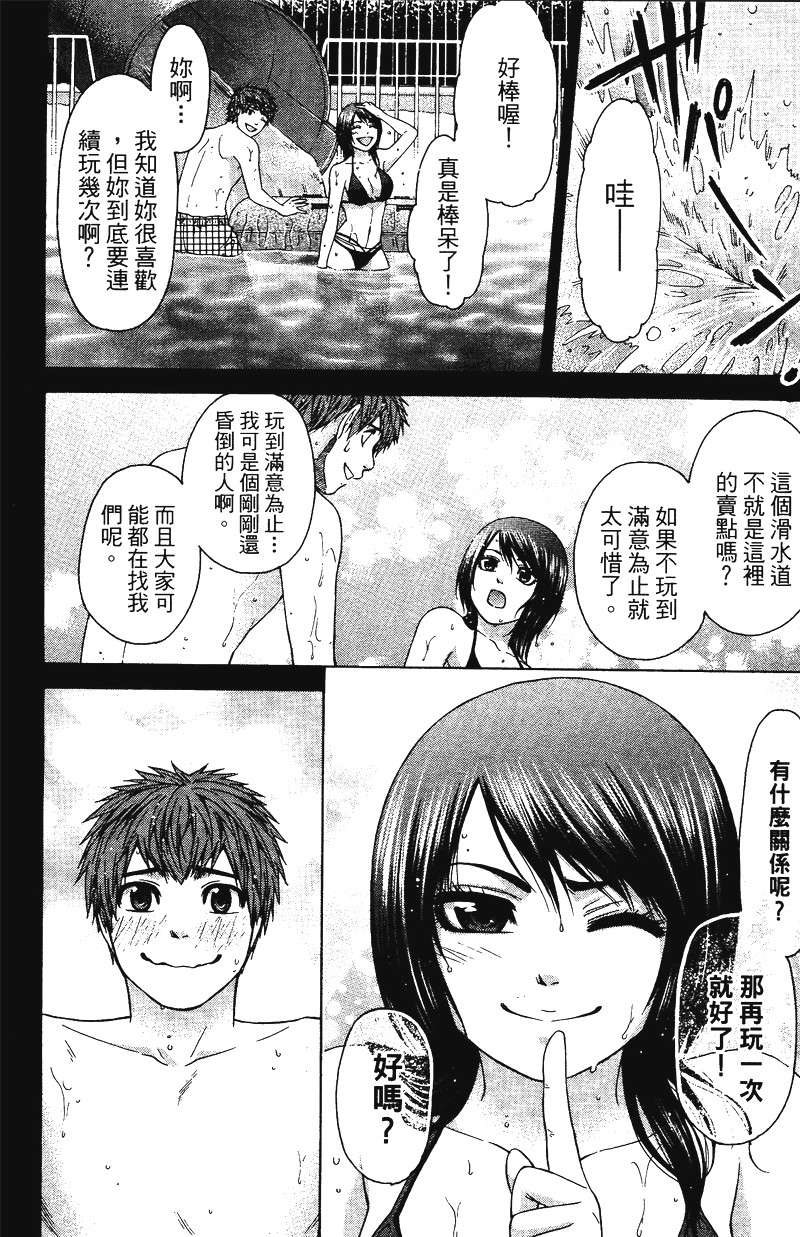 哇──
好棒喔！
真是棒呆了！
妳啊…
我知道妳很喜歡
，但妳到底要連
續玩幾次啊？
這個滑水道
不就是這裡
的賣點嗎？
如果不玩到
滿意為止就
太可惜了。
玩到滿意為止…
我可是個剛剛還
昏倒的人啊。
而且大家可
能都在找我
們呢。
有什麼關係呢？
那再玩一次
就好了！
好嗎？